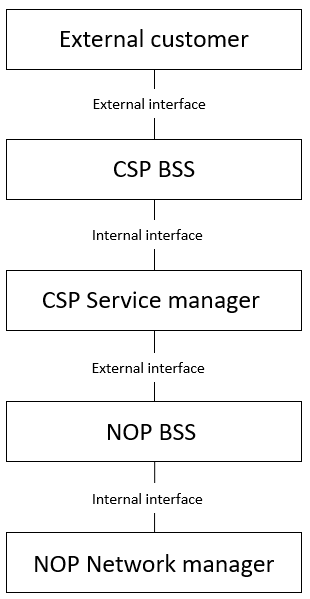 External customer
External interface
CSP BSS
Internal interface
CSP Service manager
External interface
NOP BSS
Internal interface
NOP Network manager